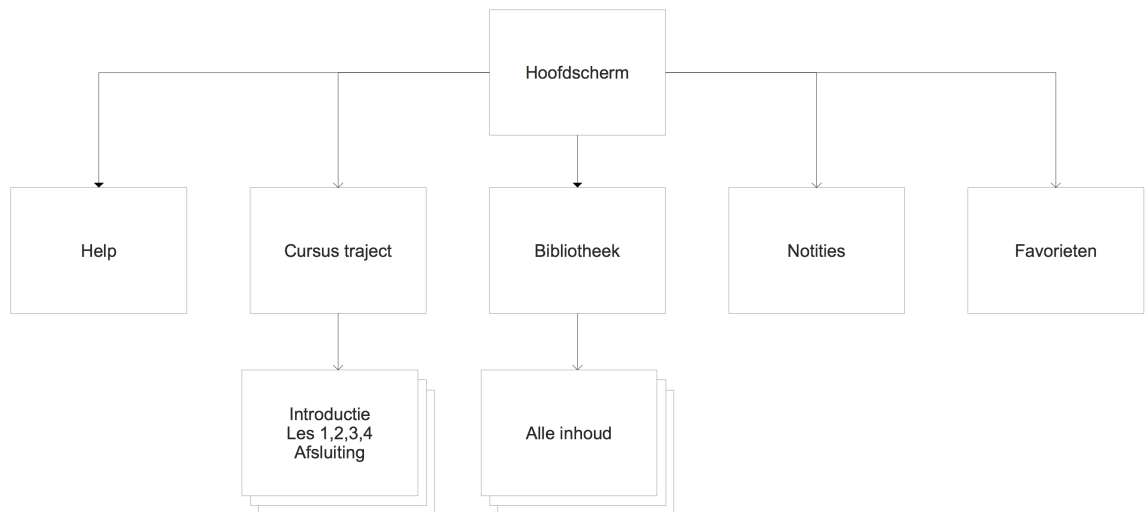 Hoofdscherm
Help
Cursus traject
Bibliotheek
Notities
Favorieten
Introductie
Les 1,2,3,4
Afsluiting
Alle inhoud